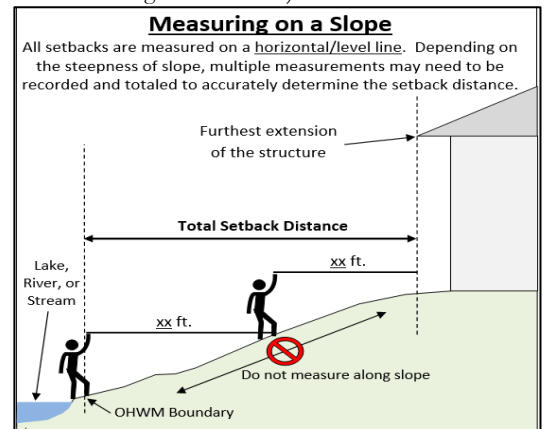 Measuring on a Slope
All setbacks are measured on a horizontal/level line. Depending on
the steepness of slope, multiple measurements may need to be
recorded and totaled to accurately determine the setback distance.
Furthest extension
of the structure
Total Setback Distance
Lake,
River, or
Stream
xx ft.
xx ft.
Do not measure along slope
OHWM Boundary